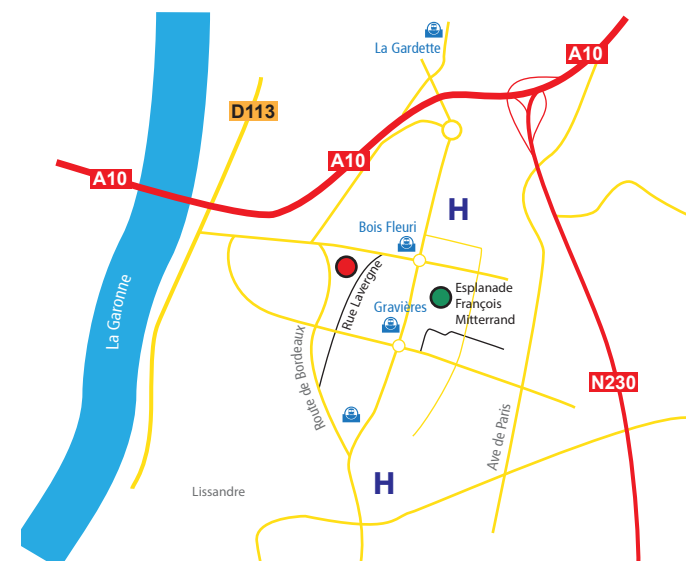 La Gardette
A10
D113
A10
A10
H
Bois Fleuri
Rue Lavergne
Esplanade
François
Mitterrand
Gravières
La Garonne
Route de Bordeaux
N230
Ave de Paris
H
Lissandre